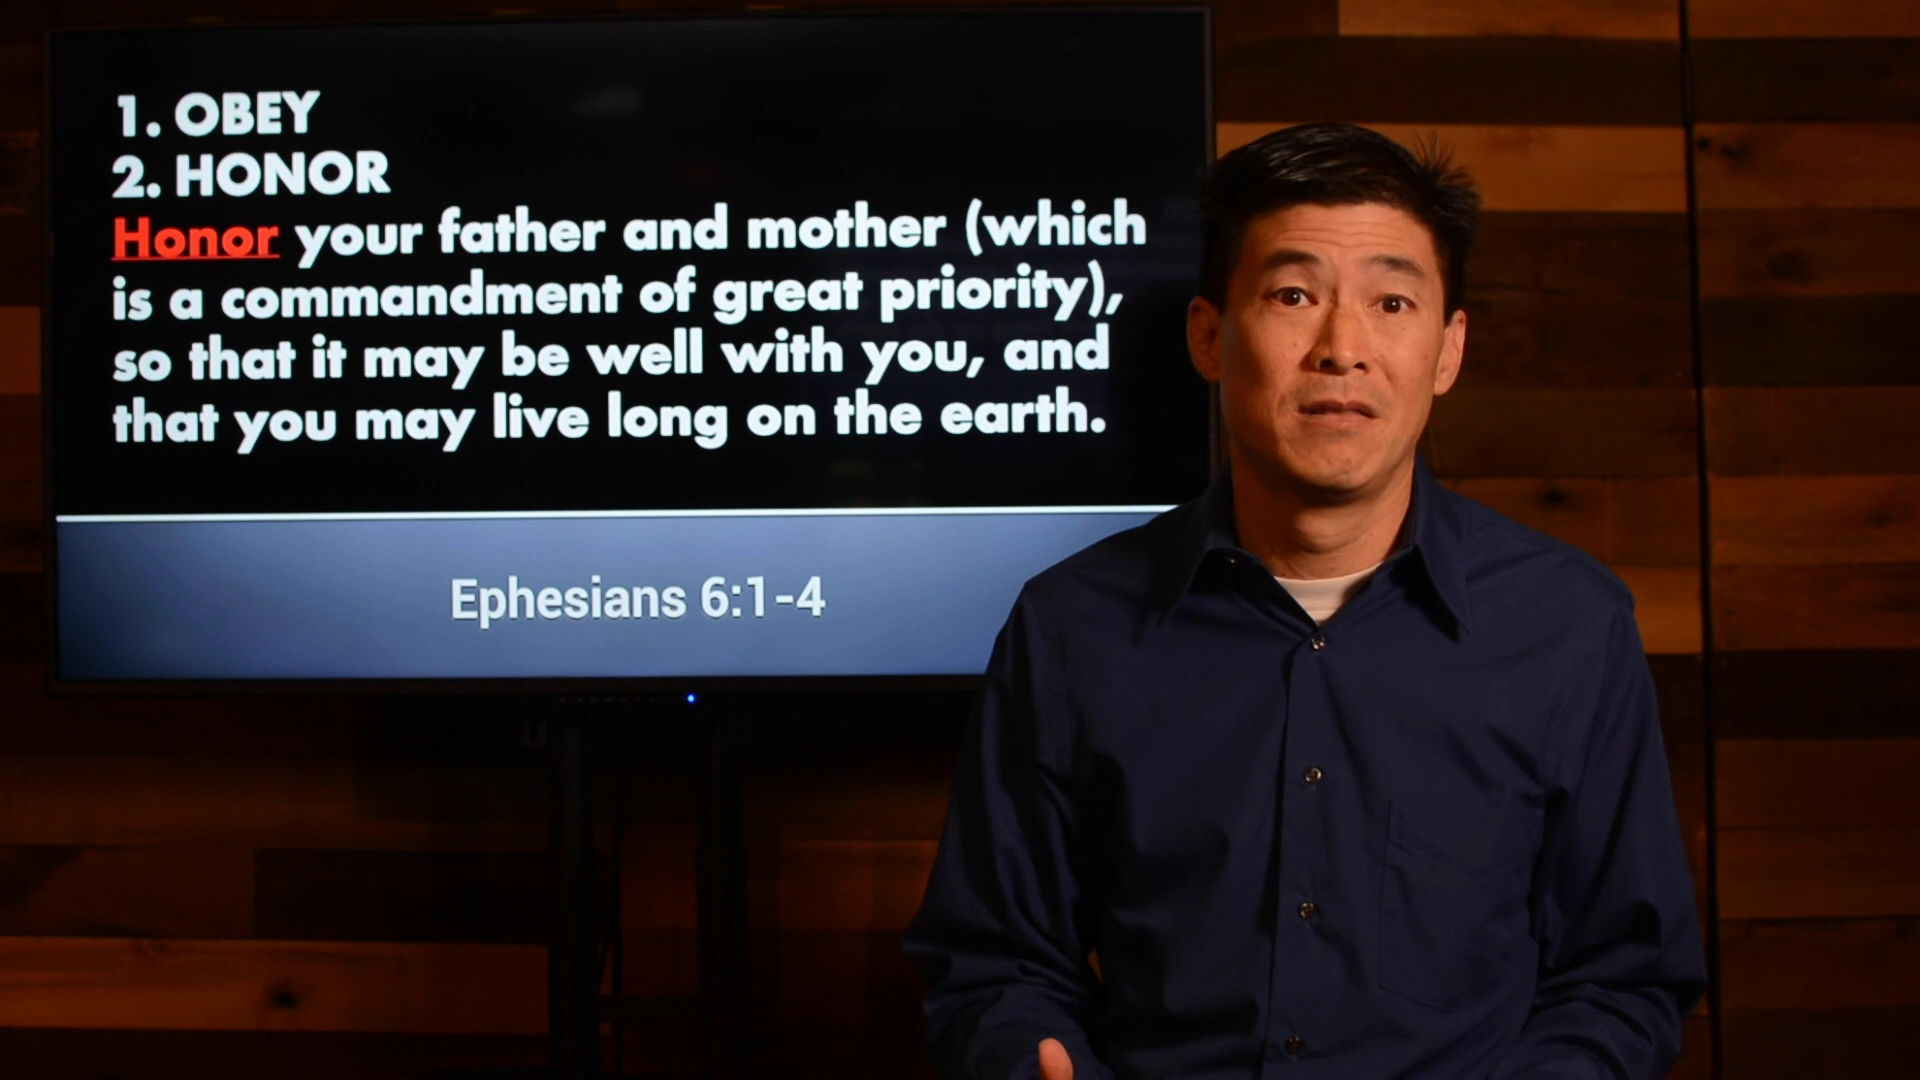 1. OBEY
2. HONOR
Honor your father and mother (which
is a commandment of great priority),
so that it may be well with you, and
that you may live long on the earth.
Ephesians 6:1-4